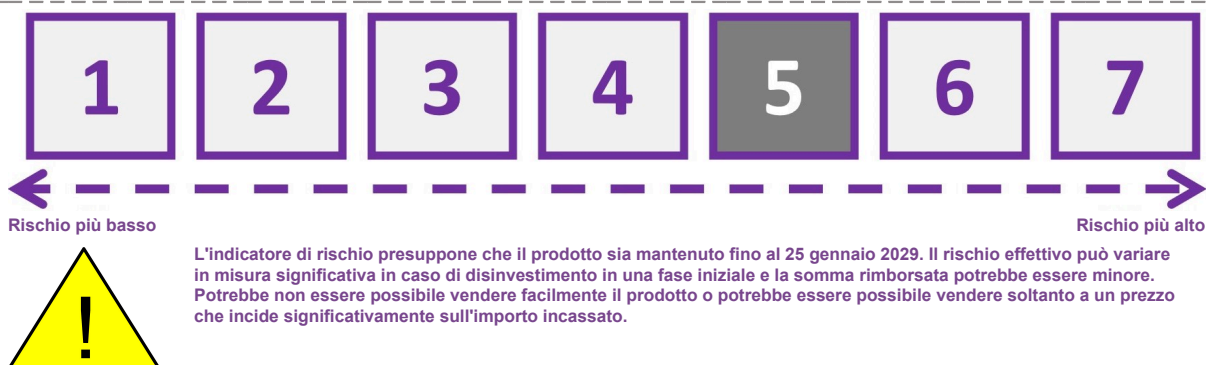 1 2 3 4 5 6 7
Rischio più basso Rischio più alto
L'indicatore di rischio presuppone che il prodotto sia mantenuto fino al 25 gennaio 2029. Il rischio effettivo può variare
in misura significativa in caso di disinvestimento in una fase iniziale e la somma rimborsata potrebbe essere minore.
Potrebbe non essere possibile vendere facilmente il prodotto o potrebbe essere possibile vendere soltanto a un prezzo
che incide significativamente sull'importo incassato.
!